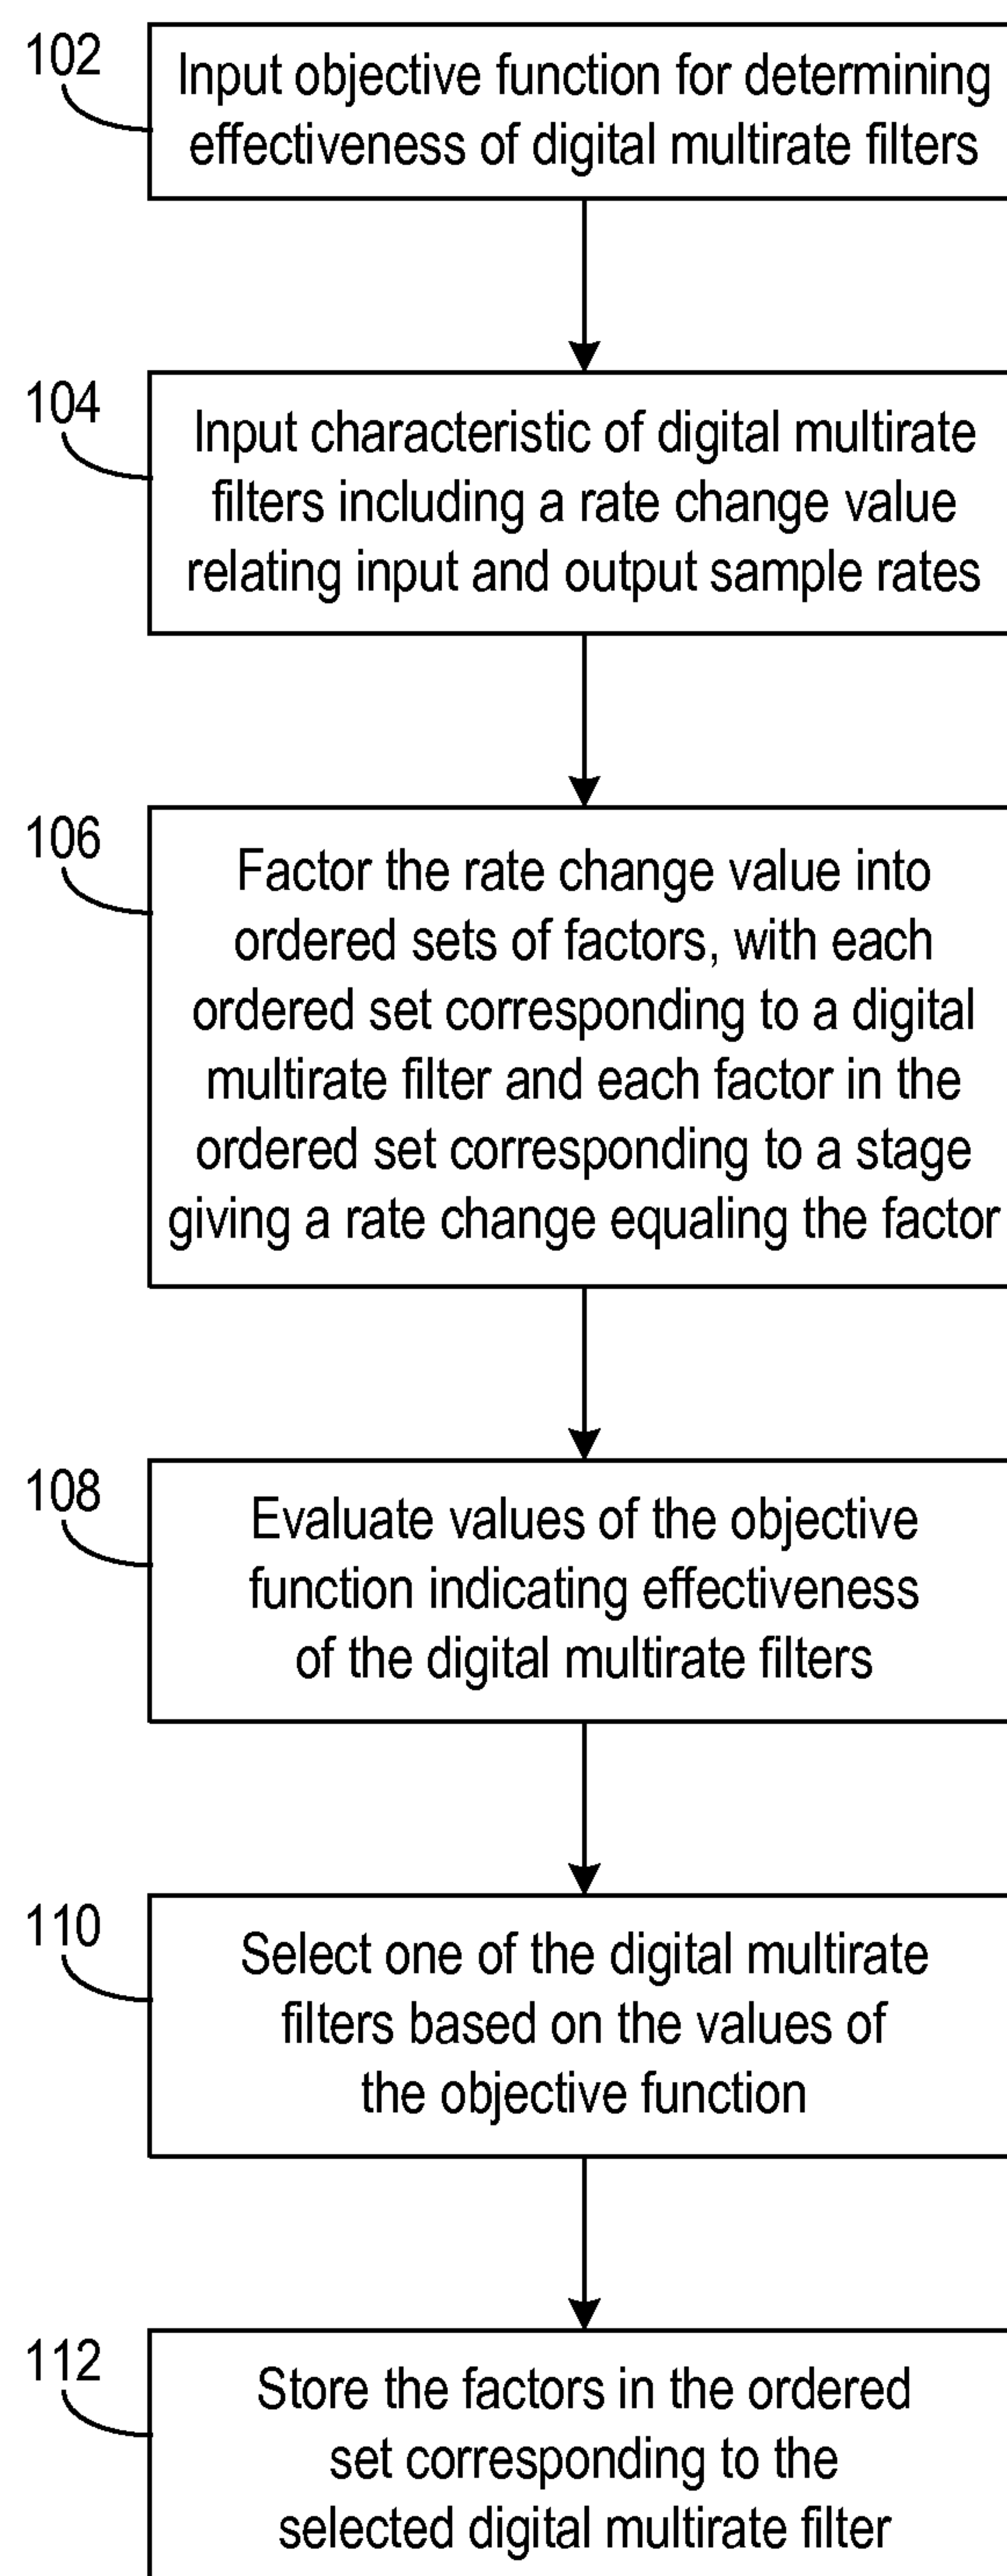 102
Input objective function for determining
effectiveness of digital multirate filters
104
Input characteristic of digital multirate
filters including a rate change value
relating input and output sample rates
106
Factor the rate change value into
ordered sets of factors, with each
ordered set corresponding to a digital
multirate filter and each factor in the
ordered set corresponding to a stage
giving a rate change equaling the factor
108
Evaluate values of the objective
function indicating effectiveness
of the digital multirate filters
110
Select one of the digital multirate
filters based on the values of
the objective function
112
Store the factors in the ordered
set corresponding to the
selected digital multirate filter